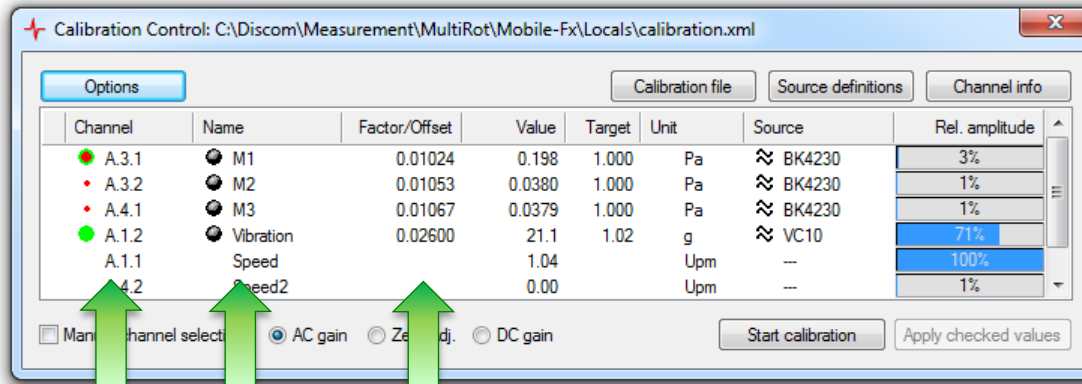 Calibration Control: C:\Discom\Measurement\MultiRot\Mobile-Fx\Locals\calibration.xml
Options Calibration file Source definitions Channel info
Channel Name Factor/Offset Value Target Unit Source Rel. amplitude
A.3.1 M1 0.01024 0.198 1.000 Pa BK4230 3%
A.3.2 M2 0.01053 0.0380 1.000 Pa BK4230 1%
A.4.1 M3 0.01067 0.0379 1.000 Pa BK4230 1%
A.1.2 Vibration 0.02600 21.1 1.02 g VC10 71%
A.1.1 Speed 1.04 Upm --- 100%
4.2 Speed2 0.00 Upm --- 1%
channel AC gain DC gain Start calibration Apply checked values